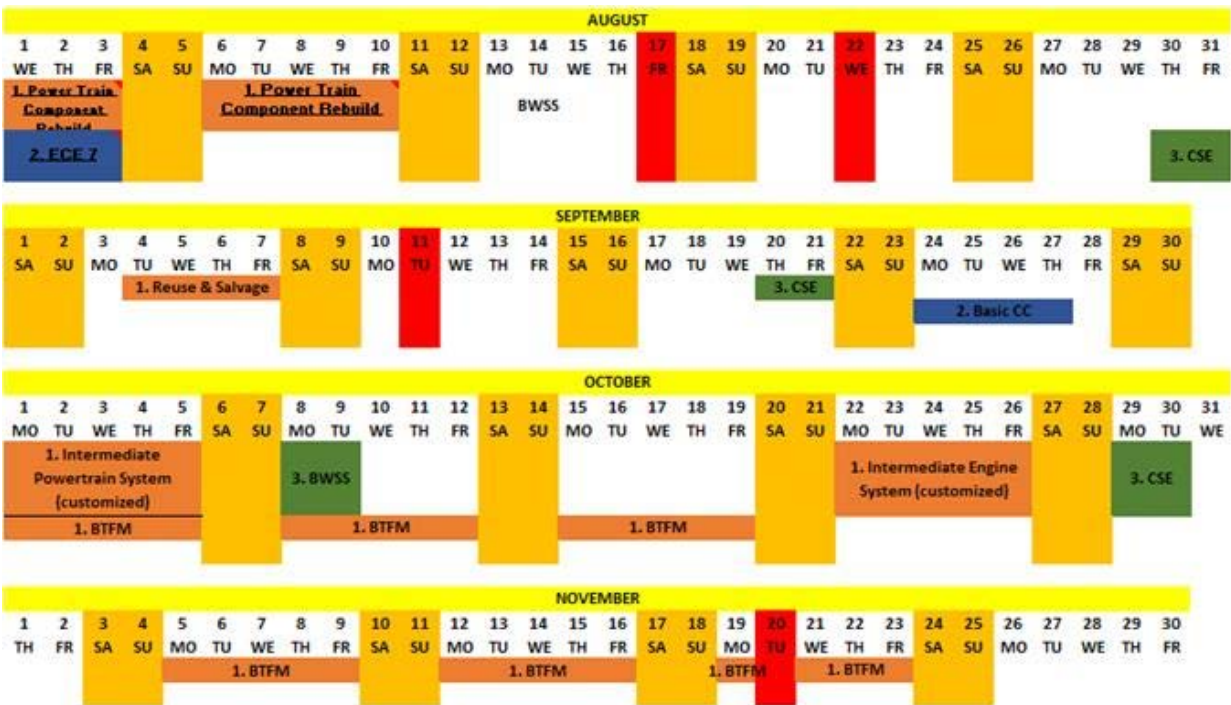 AUGUST
1 2 3 4 5 6 7 8 9 10 11 12 13 14 15 16 17 18 19 20 21 22 23 24 25 26 27 28 29 30 31
WE TH FR SA SU MO TU WE TH FR SA SU MO TU WE TH FR SA SU MO TU WE TH FR SA SU MO TU WE TH FR
1. Power Train
Component
Rebuild
1. Power Train
Component Rebuild
BWSS
2. ECE 7
3. CSE
SEPTEMBER
1 2 3 4 5 6 7 8 9 10 11 12 13 14 15 16 17 18 19 20 21 22 23 24 25 26 27 28 29 30
SA SU MO TU WE TH FR SA SU MO TU WE TH FR SA SU MO TU WE TH FR SA SU MO TU WE TH FR SA SU
1. Reuse & Salvage
3. CSE
2. Basic CC
OCTOBER
1 2 3 4 5 6 7 8 9 10 11 12 13 14 15 16 17 18 19 20 21 22 23 24 25 26 27 28 29 30 31
MO TU WE TH FR SA SU MO TU WE TH FR SA SU MO TU WE TH FR SA SU MO TU WE TH FR SA SU MO TU WE
1. Intermediate
Powertrain System
(customized)
3. BWSS
1. Intermediate Engine
System (customized)
3. CSE
1. BTFM
1. BTFM
1. BTFM
NOVEMBER
1 2 3 4 5 6 7 8 9 10 11 12 13 14 15 16 17 18 19 20 21 22 23 24 25 26 27 28 29 30
TH FR SA SU MO TU WE TH FR SA SU MO TU WE TH FR SA SU MO TU WE TH FR SA SU MO TU WE TH FR
1. BTFM
1. BTFM
1. BTFM
1. BTFM